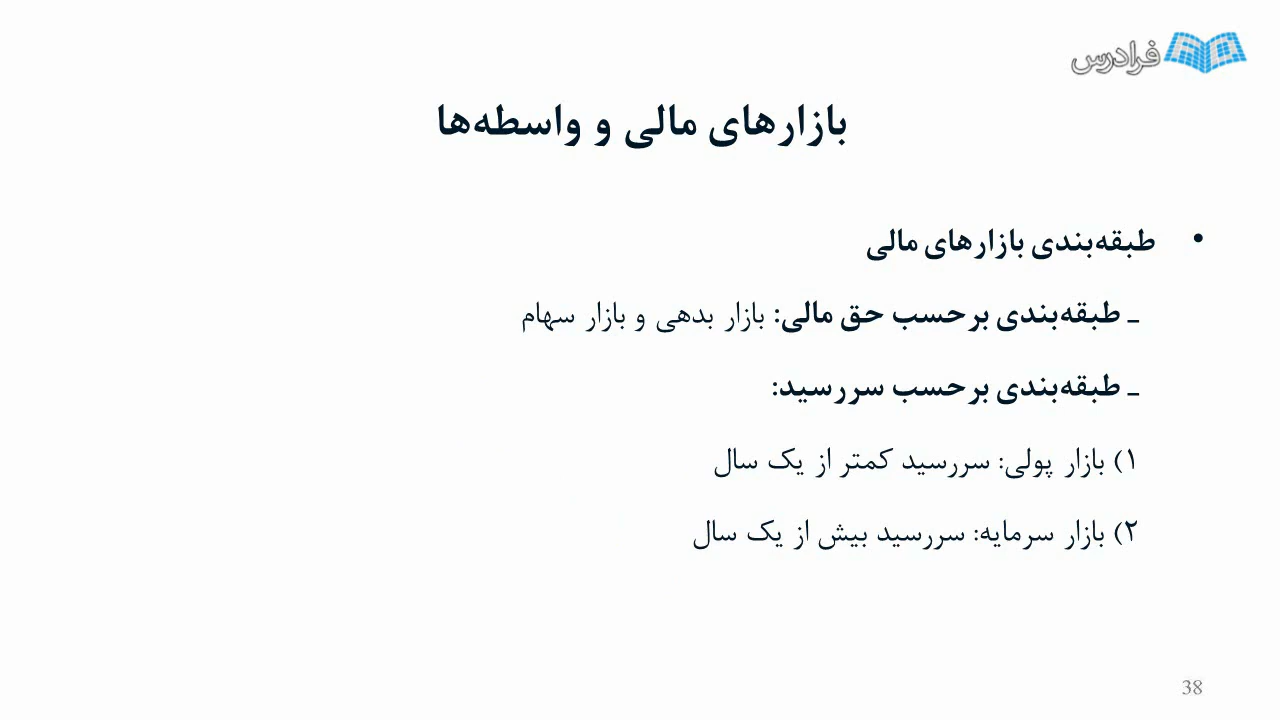 فرادرس
بازارهای مالی و واسطه‌ها
• طبقه‌بندی بازارهای مالی
ـ طبقه‌بندی برحسب حق مالی: بازار بدهی و بازار سهام
ـ طبقه‌بندی برحسب سررسید:
۱) بازار پولی: سررسید کمتر از یک سال
۲) بازار سرمایه: سررسید بیش از یک سال
38